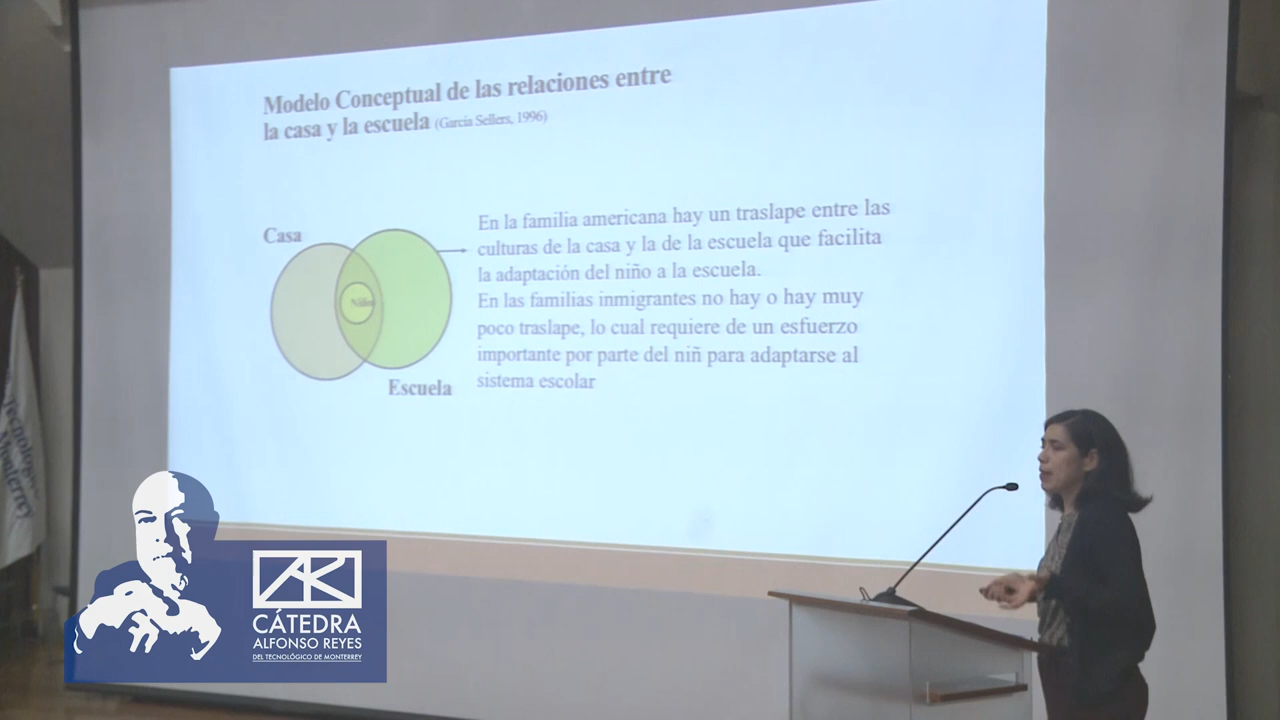 Modelo Conceptual de las relaciones entre
la casa y la escuela (García Sellers, 1996)
Casa
Niño
Escuela
En la familia americana hay un traslape entre las
culturas de la casa y la de la escuela que facilita
la adaptación del niño a la escuela.
En las familias inmigrantes no hay o hay muy
poco traslape, lo cual requiere de un esfuerzo
importante por parte del niñ para adaptarse al
sistema escolar
Tecnológico
Monterrey
AR
CÁTEDRA
ALFONSO REYES
DEL TECNOLÓGICO DE MONTERREY